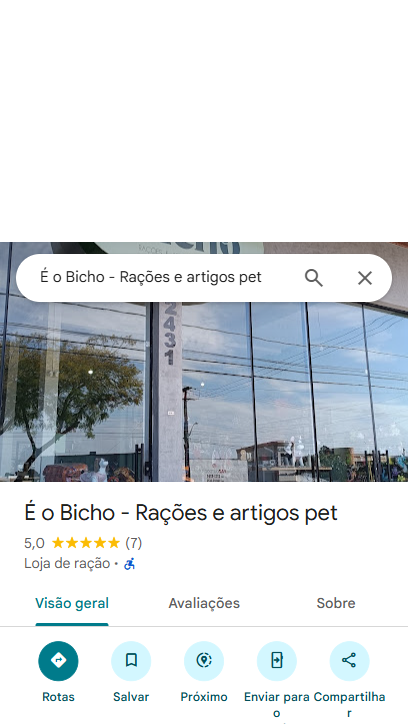 É o Bicho - Rações e artigos pet
2431
É o Bicho - Rações e artigos pet
5,0 (7)
Loja de ração ·
Visão geral Avaliações Sobre
Rotas Salvar Próximo Enviar para o Compartilhar